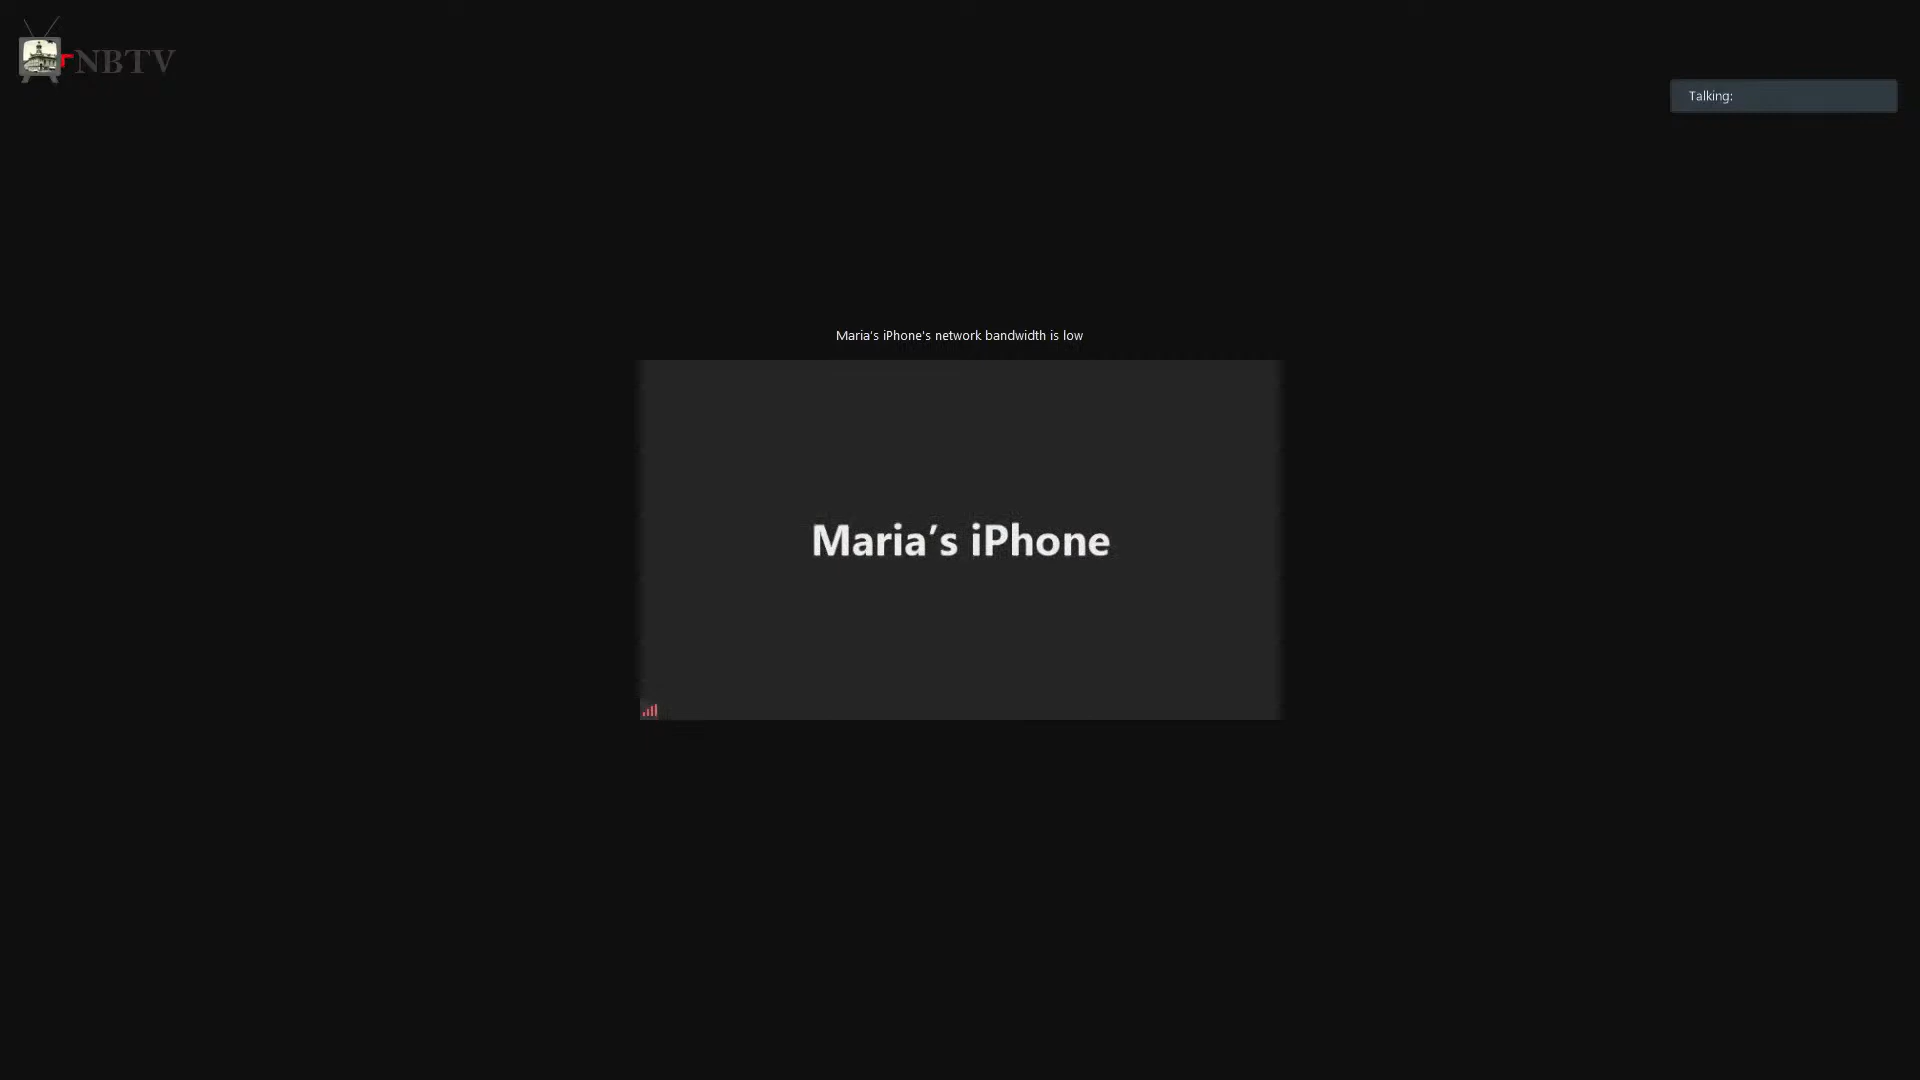 NBTV
Talking:
Maria's iPhone's network bandwidth is low
Maria’s iPhone